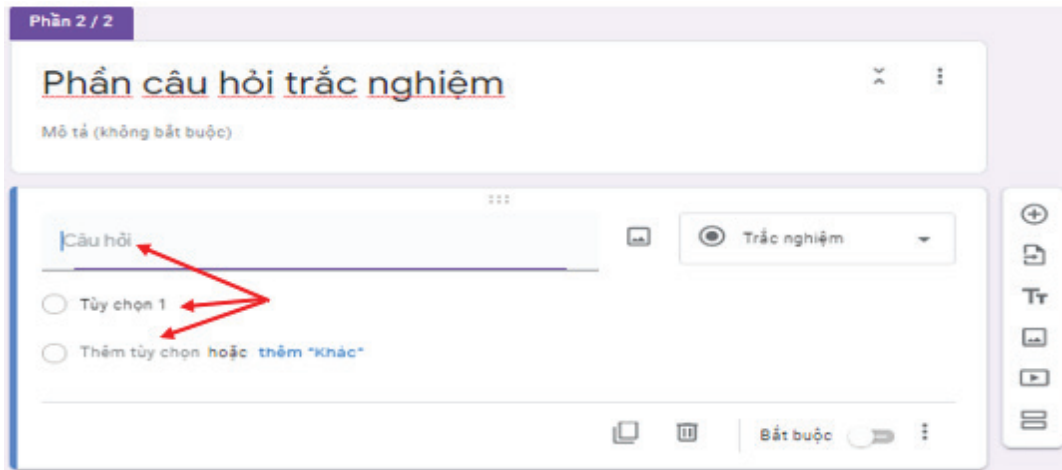 Phần 2 / 2
Phần câu hỏi trắc nghiệm
Mô tả (không bắt buộc)
Câu hỏi
Trắc nghiệm
Tùy chọn 1
Thêm tùy chọn hoặc thêm "Khác"
Bắt buộc